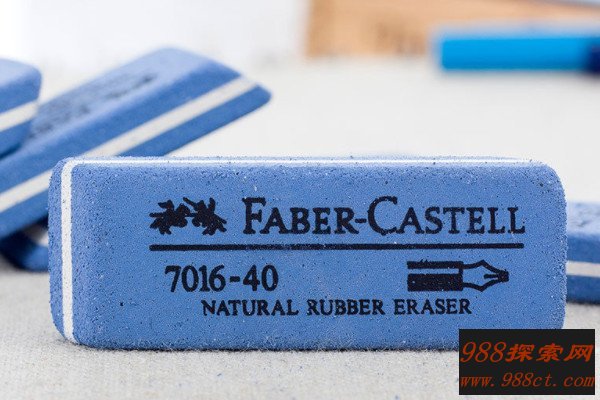 FABER-CASTELL
7016-40
NATURAL RUBBER ERASER
988探索网
www.988ct.com